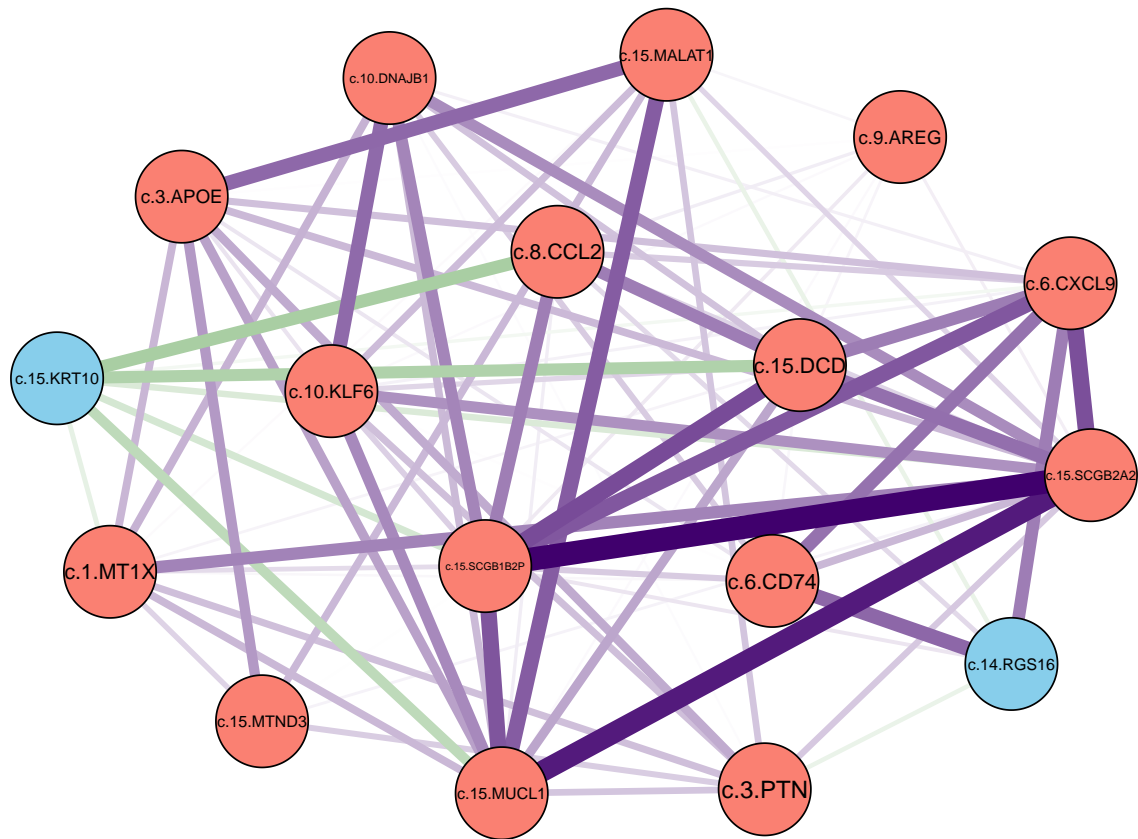 c.15.MALAT1
c.10.DNAJB1
c.9.AREG
c.3.APOE
c.8.CCL2
c.6.CXCL9
c.15.DCD
c.15.KRT10
c.10.KLF6
c.15.SCGB2A2
c.15.SCGB1B2P
c.1.MT1X
c.6.CD74
c.14.RGS16
c.15.MTND3
c.3.PTN
c.15.MUCL1